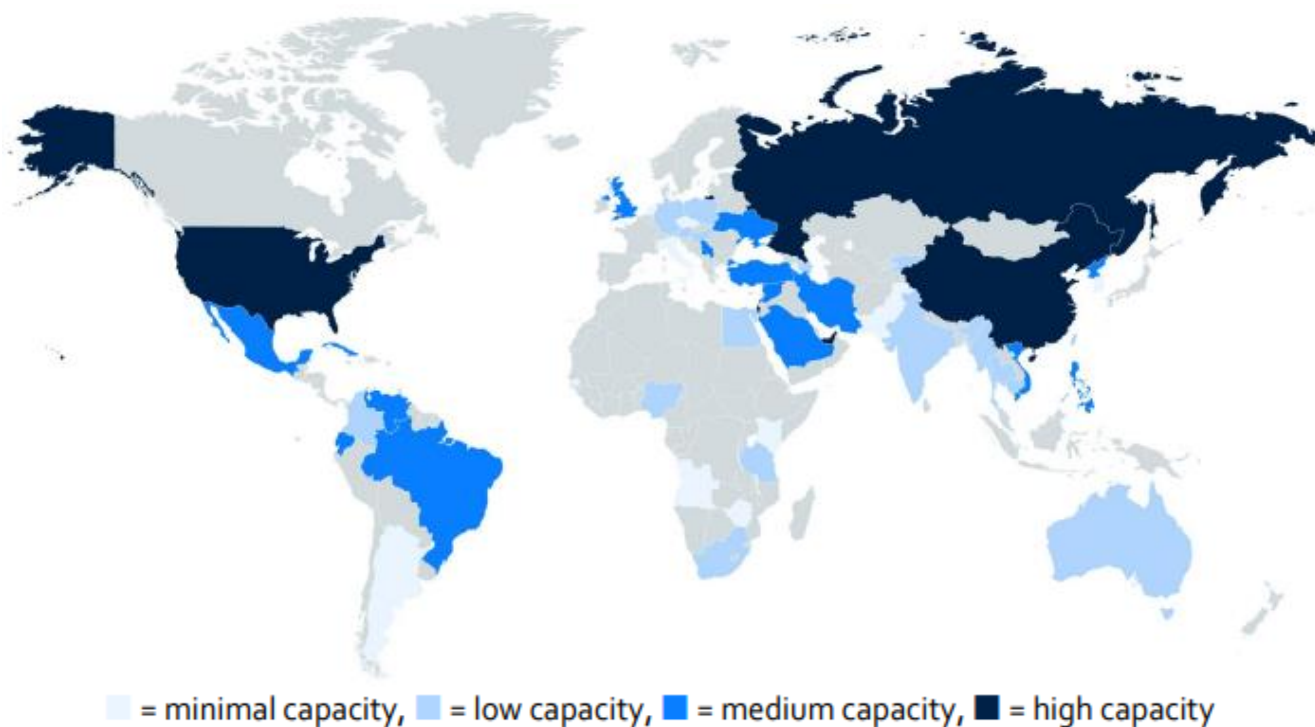 = minimal capacity, = low capacity, = medium capacity, = high capacity